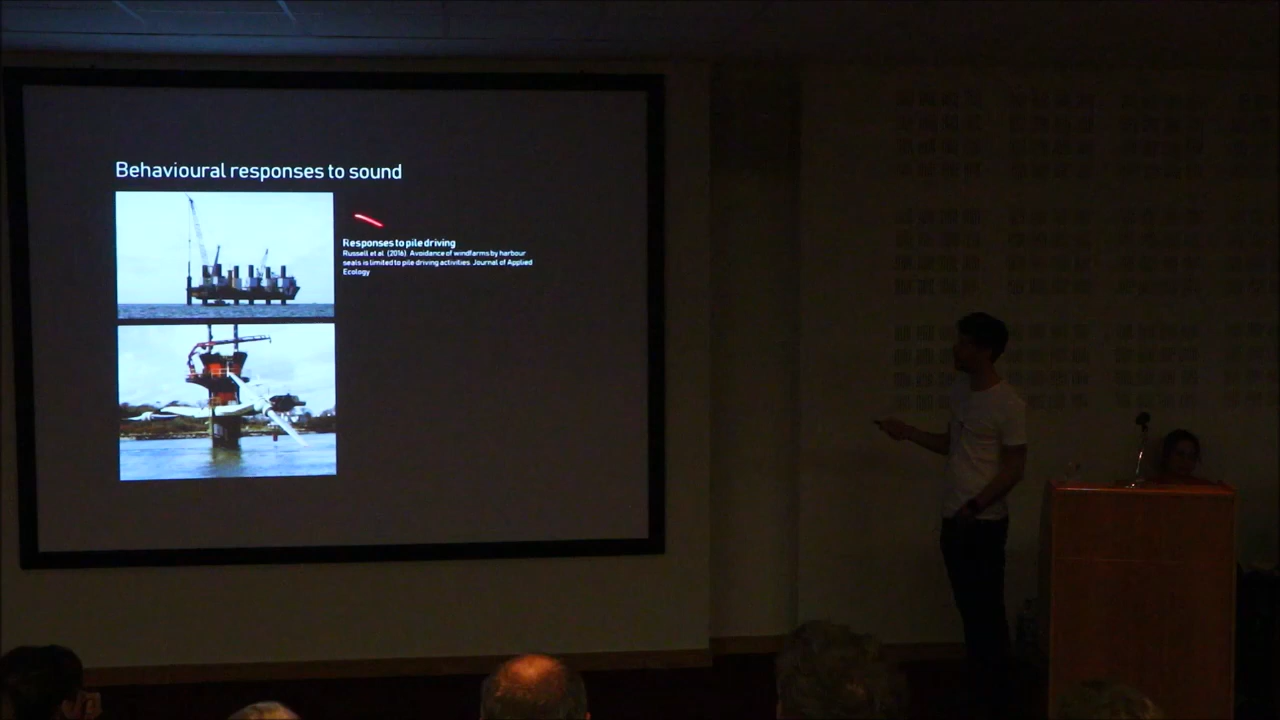 Behavioural responses to sound
Responses to pile driving
Russell et al. (2016). Avoidance of windfarms by harbour
seals is limited to pile driving activities. Journal of Applied
Ecology